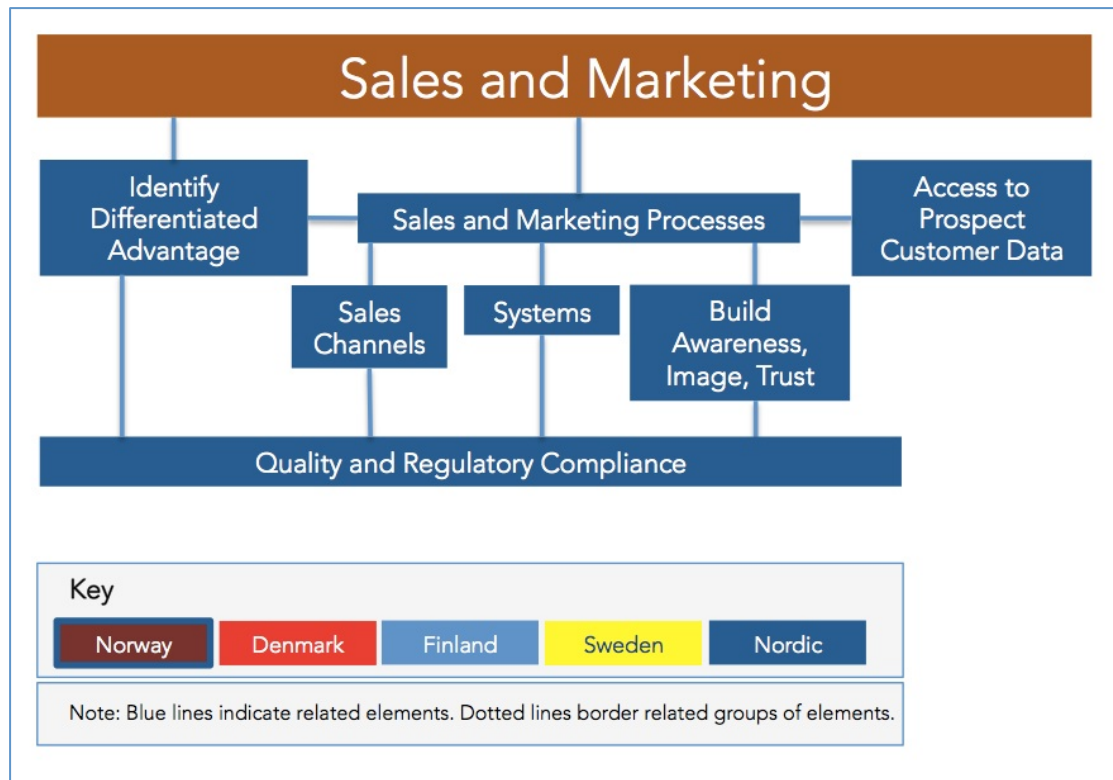 Sales and Marketing
Identify
Differentiated
Advantage
Sales and Marketing Processes
Access to
Prospect
Customer Data
Sales
Channels
Systems
Build
Awareness,
Image, Trust
Quality and Regulatory Compliance
Key
Norway
Denmark
Finland
Sweden
Nordic
Note: Blue lines indicate related elements. Dotted lines border related groups of elements.